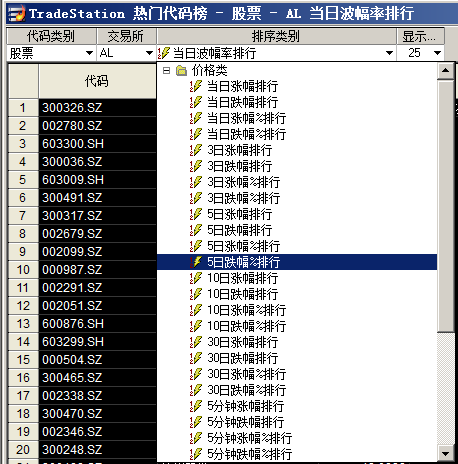 TradeStation 热门代码榜 - 股票 - AL 当日波幅率排行
代码类别 交易所 排序类别 显示...
股票 AL 当日波幅率排行 25
代码
价格类
当日涨幅排行
1 300326.SZ 当日跌幅排行
2 002780.SZ 当日涨幅%排行
当日跌幅%排行
3 603300.SH 3日涨幅排行
4 300036.SZ 3日跌幅排行
5 603009.SH 3日涨幅%排行
6 300491.SZ 3日跌幅%排行
7 300317.SZ 5日涨幅排行
8 002679.SZ 5日跌幅排行
9 002099.SZ 5日涨幅%排行
10 000987.SZ 5日跌幅%排行
11 002291.SZ 10日涨幅排行
10日跌幅排行
12 002051.SZ 10日涨幅%排行
13 600876.SH 10日跌幅%排行
14 603299.SH 30日涨幅排行
15 000504.SZ 30日跌幅排行
16 300465.SZ 30日涨幅%排行
17 002338.SZ 30日跌幅%排行
18 300470.SZ 5分钟涨幅排行
19 002346.SZ 5分钟跌幅排行
20 300248.SZ 5分钟涨幅%排行
5分钟跌幅%排行